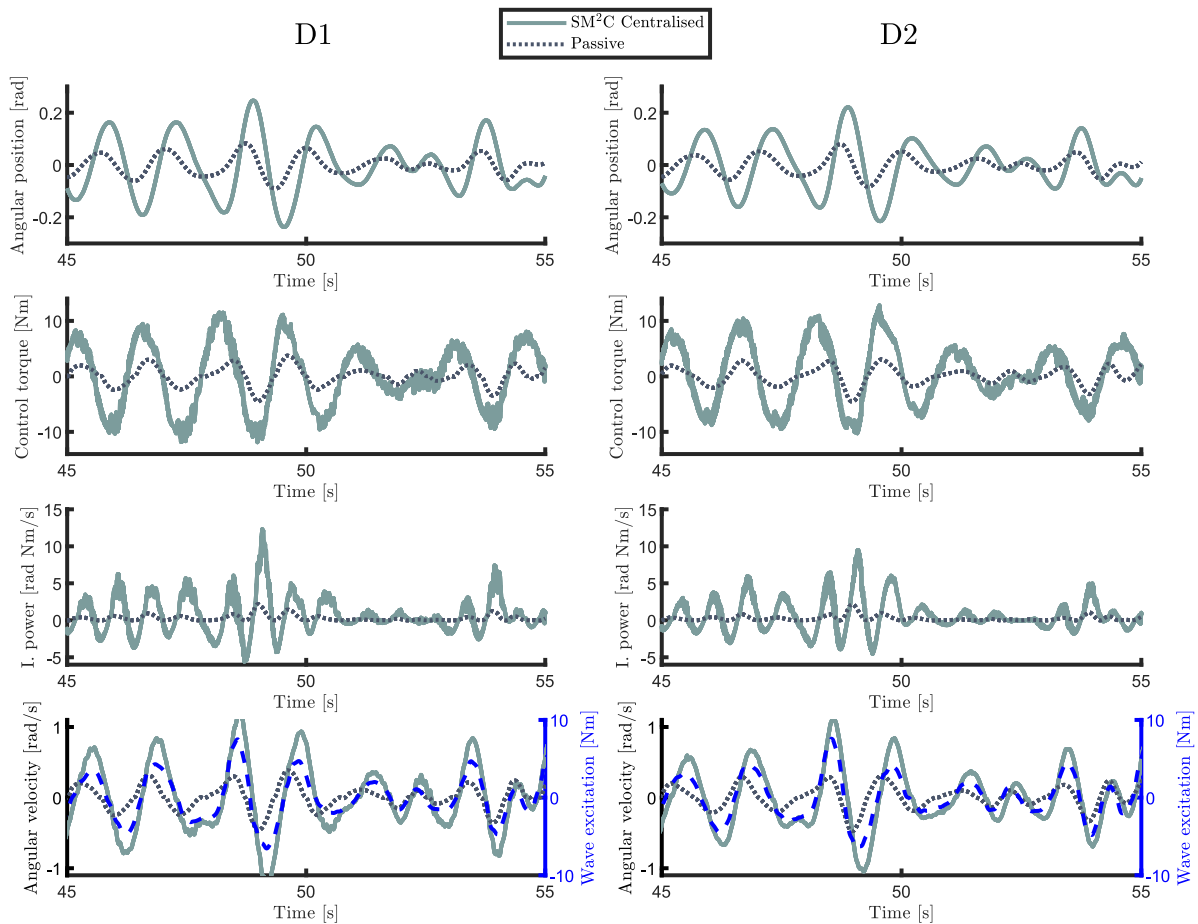 D1
SM²C Centralised
Passive
D2
Angular position [rad]
0.2
0
-0.2
45
50
55
Time [s]
Angular position [rad]
0.2
0
-0.2
45
50
55
Time [s]
Control torque [Nm]
10
0
-10
45
50
55
Time [s]
Control torque [Nm]
10
0
-10
45
50
55
Time [s]
I. power [rad Nm/s]
15
10
5
0
-5
45
50
55
Time [s]
I. power [rad Nm/s]
15
10
5
0
-5
45
50
55
Time [s]
Angular velocity [rad/s]
1
0
-1
45
50
55
Time [s]
10
0
-10
Wave excitation [Nm]
Angular velocity [rad/s]
1
0
-1
45
50
55
Time [s]
10
0
-10
Wave excitation [Nm]